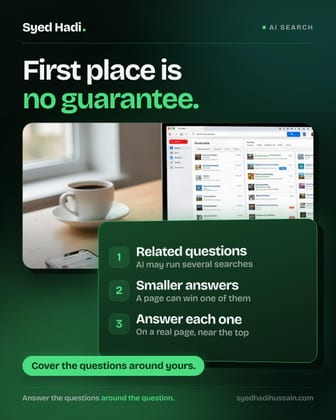 Syed Hadi.
AI SEARCH
First place is
no guarantee.
1
Related questions
AI may run several searches
2
Smaller answers
A page can win one of them
3
Answer each one
On a real page, near the top
Cover the questions around yours.
Answer the questions around the question.
syedhadihussain.com